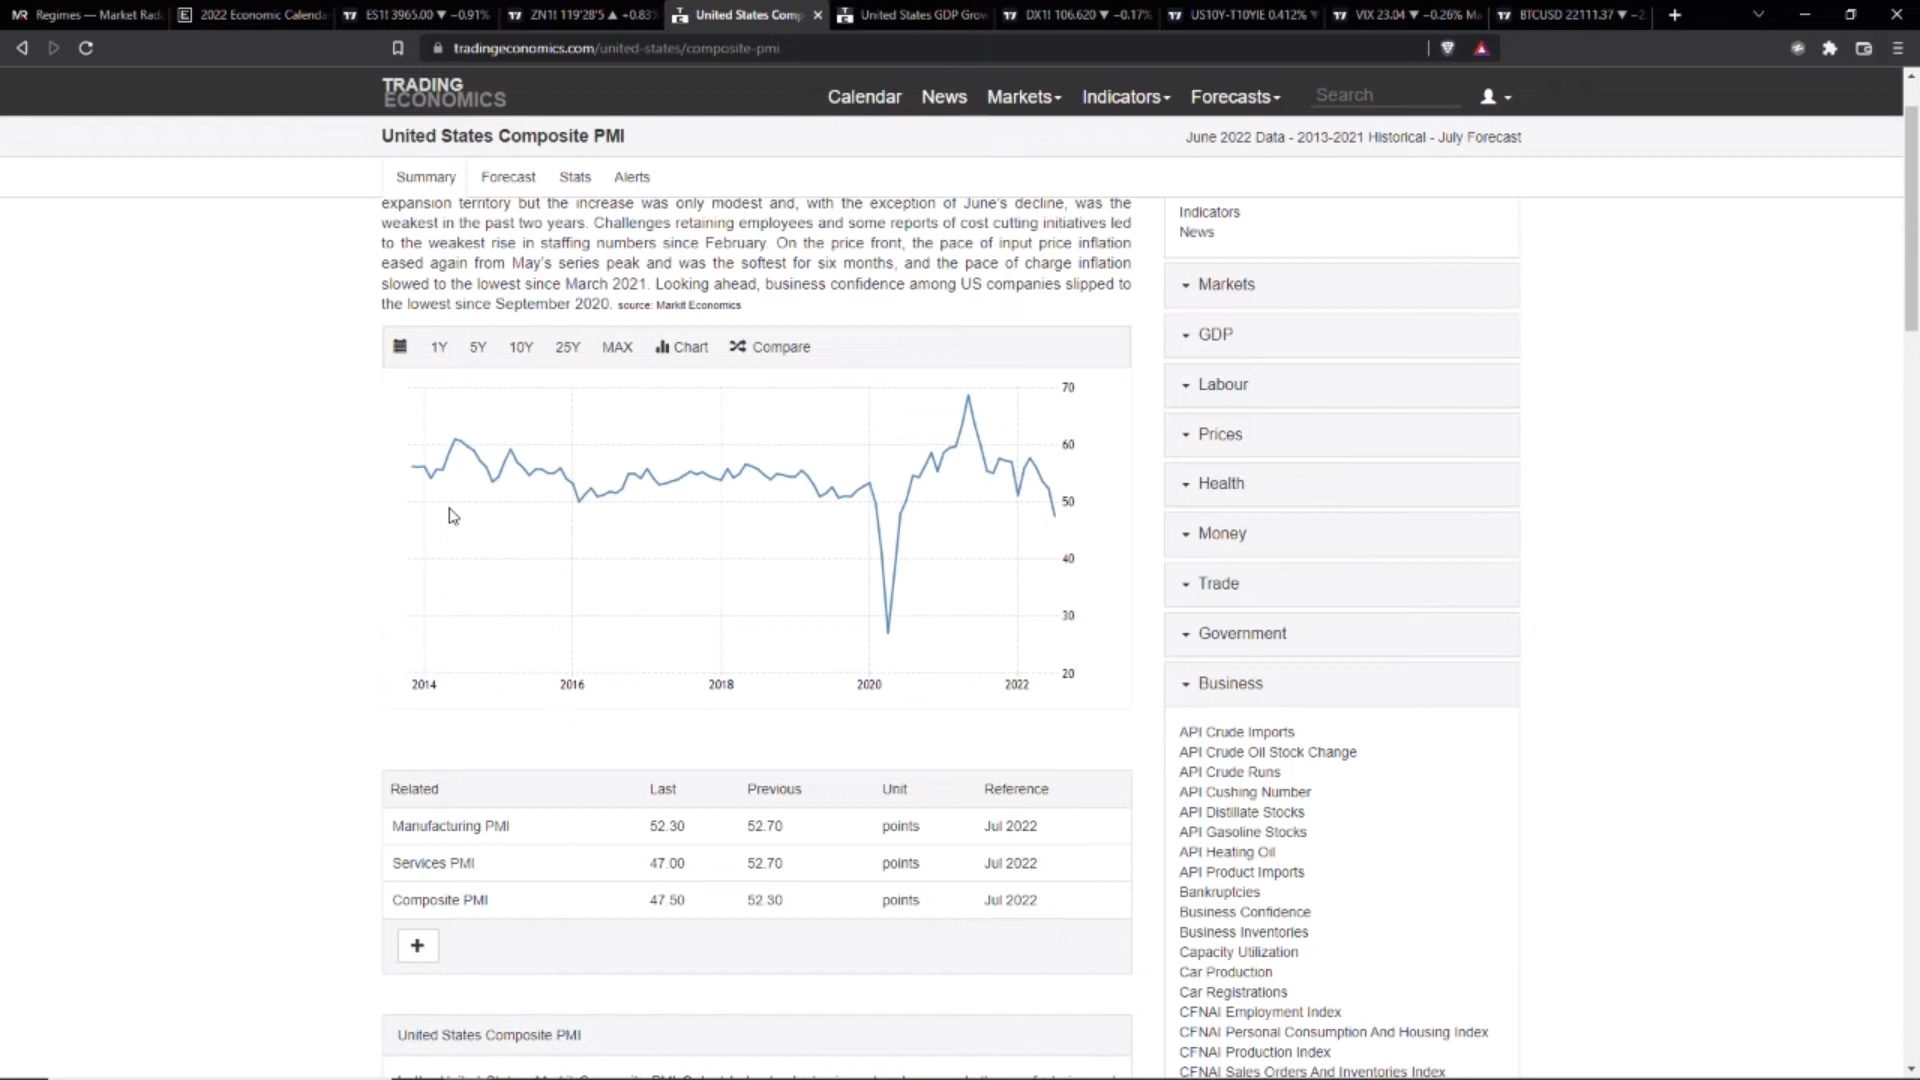 Regimes — Market Rad
2022 Economic Calenda
ES1! 3965.00 ▼ −0.91%
ZN1! 119'28'5 ▲ +0.83
United States Comp
United States GDP Grow
DX1! 106.620 ▼ −0.17%
US10Y-T10YIE 0.412% ▼
VIX 23.04 ▼ −0.26% M
BTCUSD 22111.37 ▼ −2
tradingeconomics.com/united-states/composite-pmi
TRADING
ECONOMICS
Calendar
News
Markets
Indicators
Forecasts
Search
United States Composite PMI
June 2022 Data - 2013-2021 Historical - July Forecast
Summary
Forecast
Stats
Alerts
expansion territory but the increase was only modest and, with the exception of June's decline, was the
weakest in the past two years. Challenges retaining employees and some reports of cost cutting initiatives led
to the weakest rise in staffing numbers since February. On the price front, the pace of input price inflation
eased again from May's series peak and was the softest for six months, and the pace of charge inflation
slowed to the lowest since March 2021. Looking ahead, business confidence among US companies slipped to
the lowest since September 2020. source: Markit Economics
1Y 5Y 10Y 25Y MAX Chart Compare
70
60
50
40
30
20
2014 2016 2018 2020 2022
Related Last Previous Unit Reference
Manufacturing PMI 52.30 52.70 points Jul 2022
Services PMI 47.00 52.70 points Jul 2022
Composite PMI 47.50 52.30 points Jul 2022
+
United States Composite PMI
Indicators
News
Markets
GDP
Labour
Prices
Health
Money
Trade
Government
Business
API Crude Imports
API Crude Oil Stock Change
API Crude Runs
API Cushing Number
API Distillate Stocks
API Gasoline Stocks
API Heating Oil
API Product Imports
Bankruptcies
Business Confidence
Business Inventories
Capacity Utilization
Car Production
Car Registrations
CFNAI Employment Index
CFNAI Personal Consumption And Housing Index
CFNAI Production Index
CFNAI Sales Orders And Inventories Index